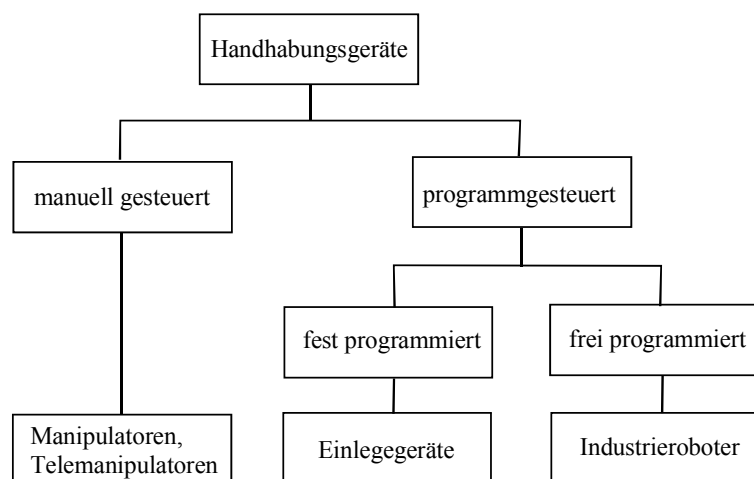 Handhabungsgeräte
manuell gesteuert
programmgesteuert
fest programmiert
frei programmiert
Manipulatoren,
Telemanipulatoren
Einlegegeräte
Industrieroboter